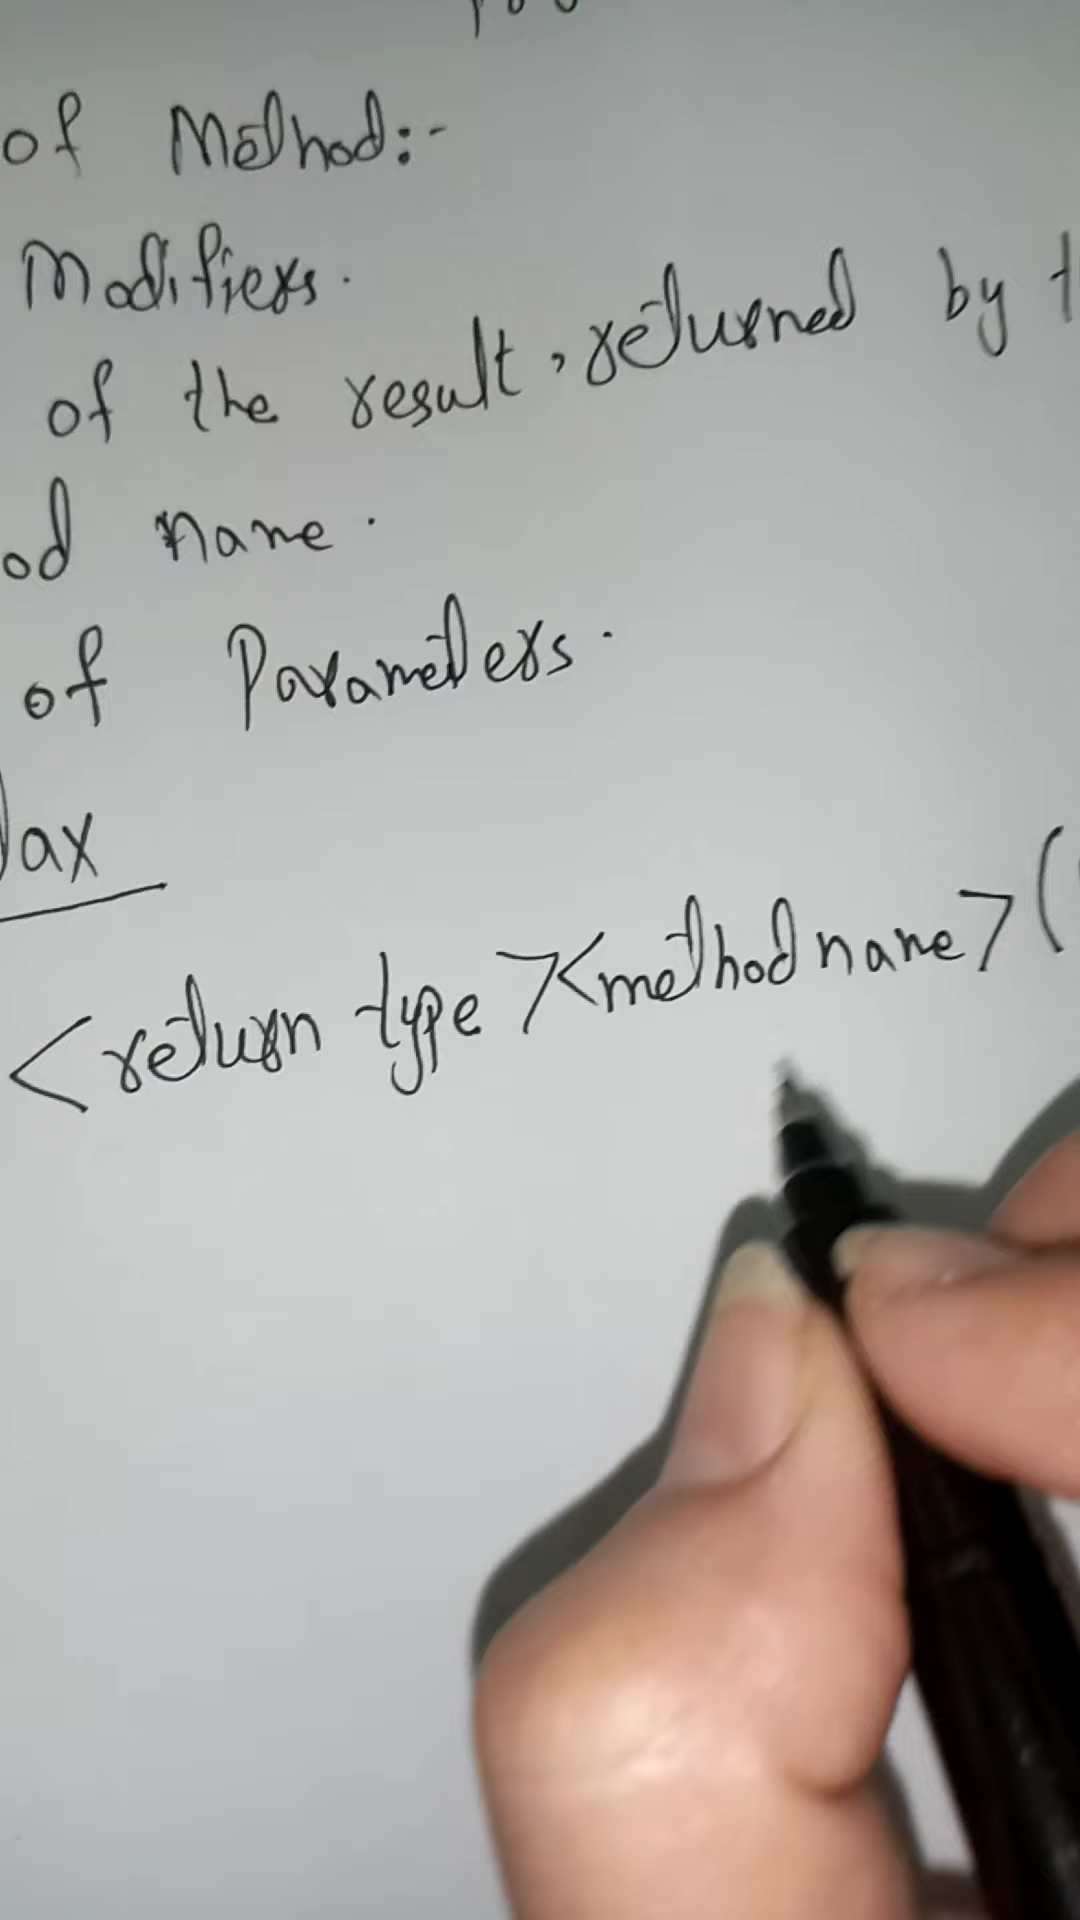 of Method:-
Modifiers.
of the result, returned by
od name.
of Parameters.
ax
<return type><method name>(